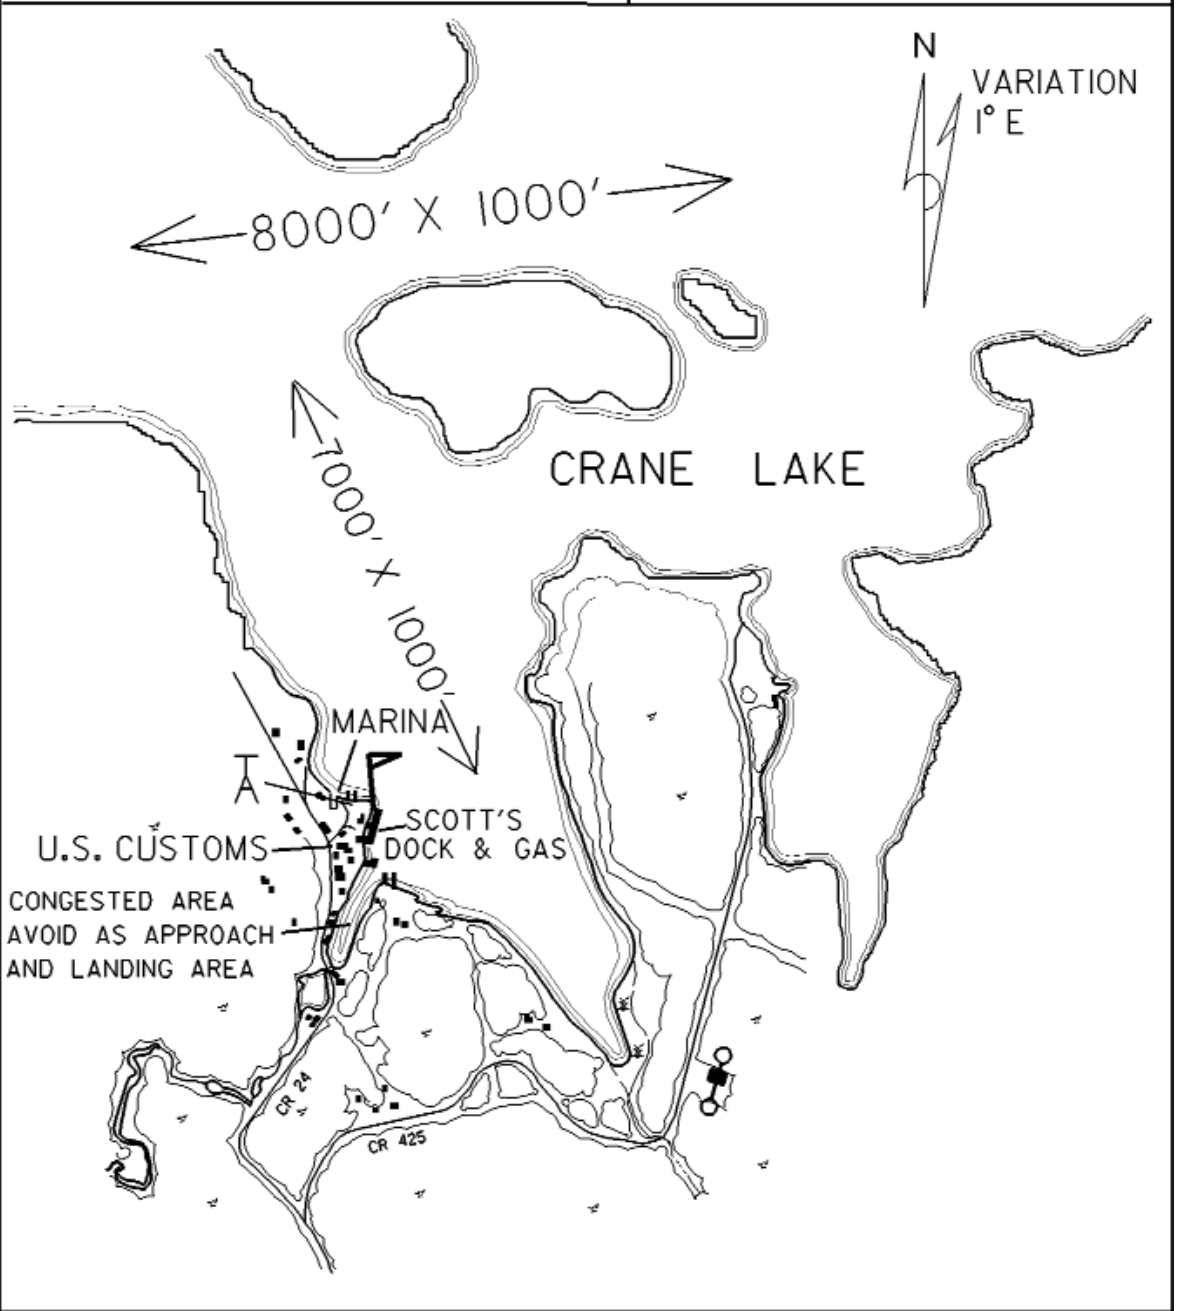 N
VARIATION
1° E
8000' X 1000'
CRANE LAKE
7000' X 1000'
MARINA
A
SCOTT'S
DOCK & GAS
U.S. CUSTOMS
CONGESTED AREA
AVOID AS APPROACH
AND LANDING AREA
CR 24
CR 425